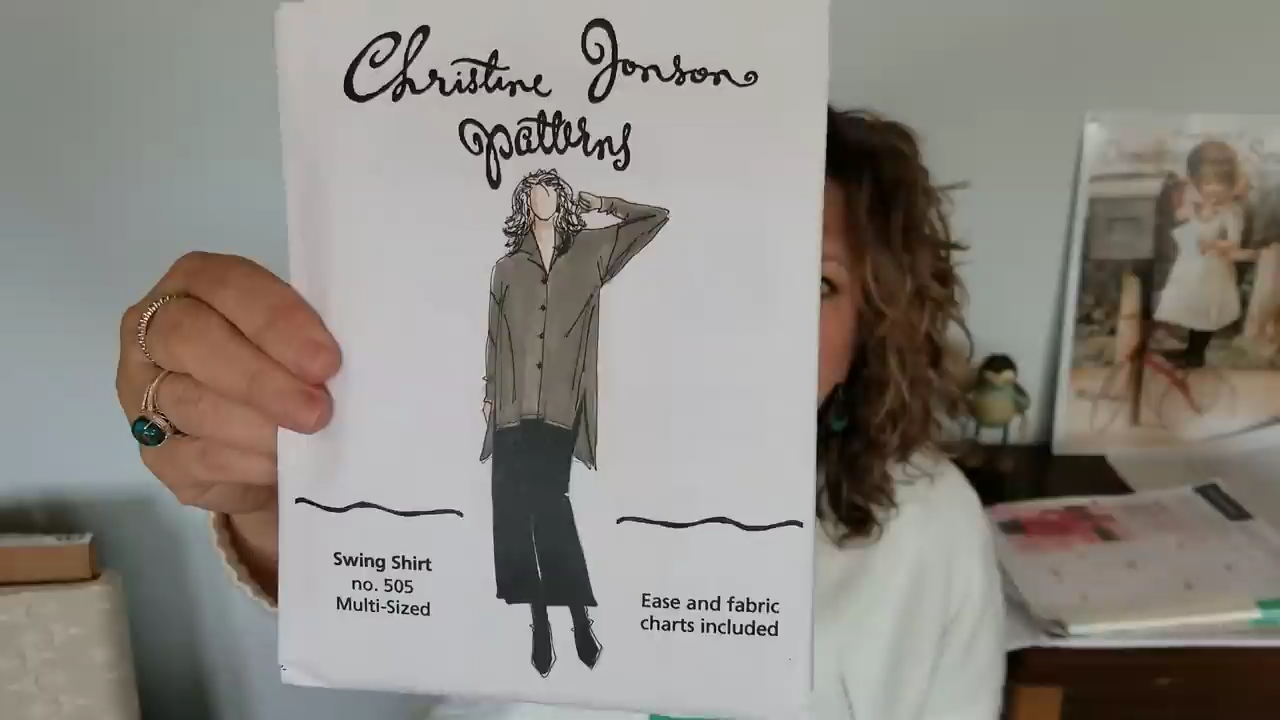 Christine Jonson
patterns
Swing Shirt
no. 505
Multi-Sized
Ease and fabric
charts included